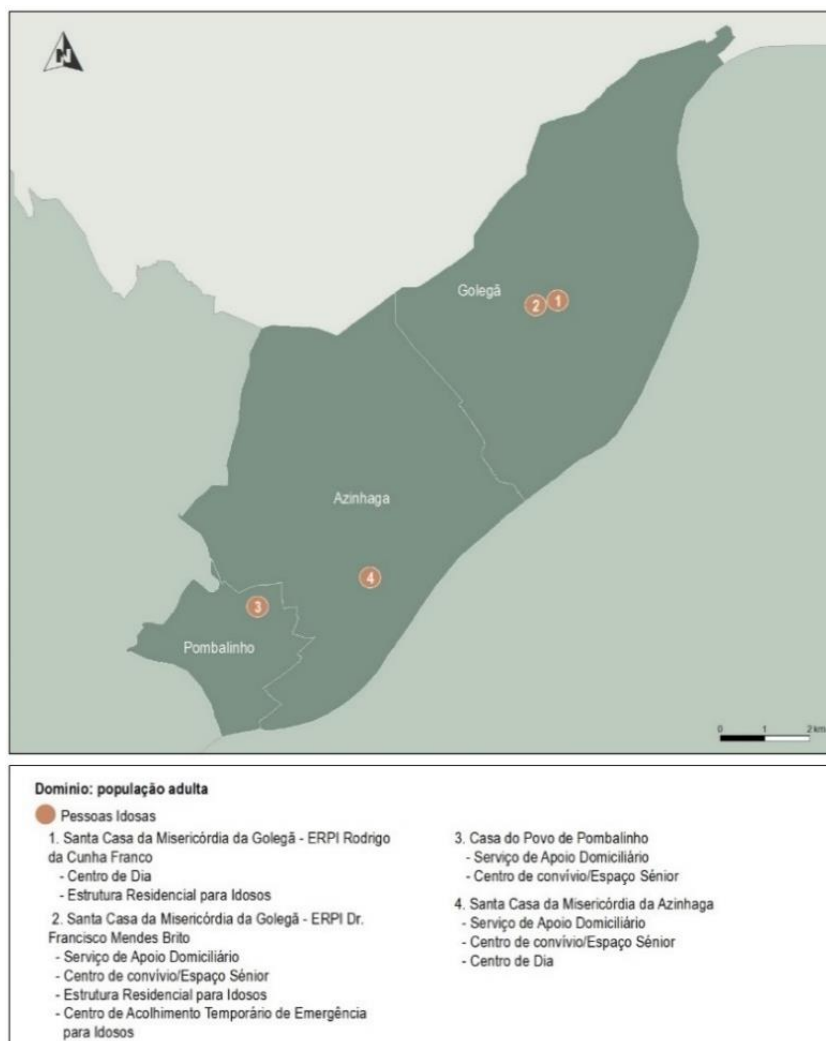 N
Golegã
2
1
Azinhaga
4
3
Pombalinho
0 1 2 km
Dominio: população adulta
Pessoas Idosas
1. Santa Casa da Misericórdia da Golegã - ERPI Rodrigo
da Cunha Franco
- Centro de Dia
- Estrutura Residencial para Idosos
2. Santa Casa da Misericórdia da Golegã - ERPI Dr.
Francisco Mendes Brito
- Serviço de Apoio Domiciliário
- Centro de convívio/Espaço Sénior
- Estrutura Residencial para Idosos
- Centro de Acolhimento Temporário de Emergência
para Idosos
3. Casa do Povo de Pombalinho
- Serviço de Apoio Domiciliário
- Centro de convívio/Espaço Sénior
4. Santa Casa da Misericórdia da Azinhaga
- Serviço de Apoio Domiciliário
- Centro de convívio/Espaço Sénior
- Centro de Dia